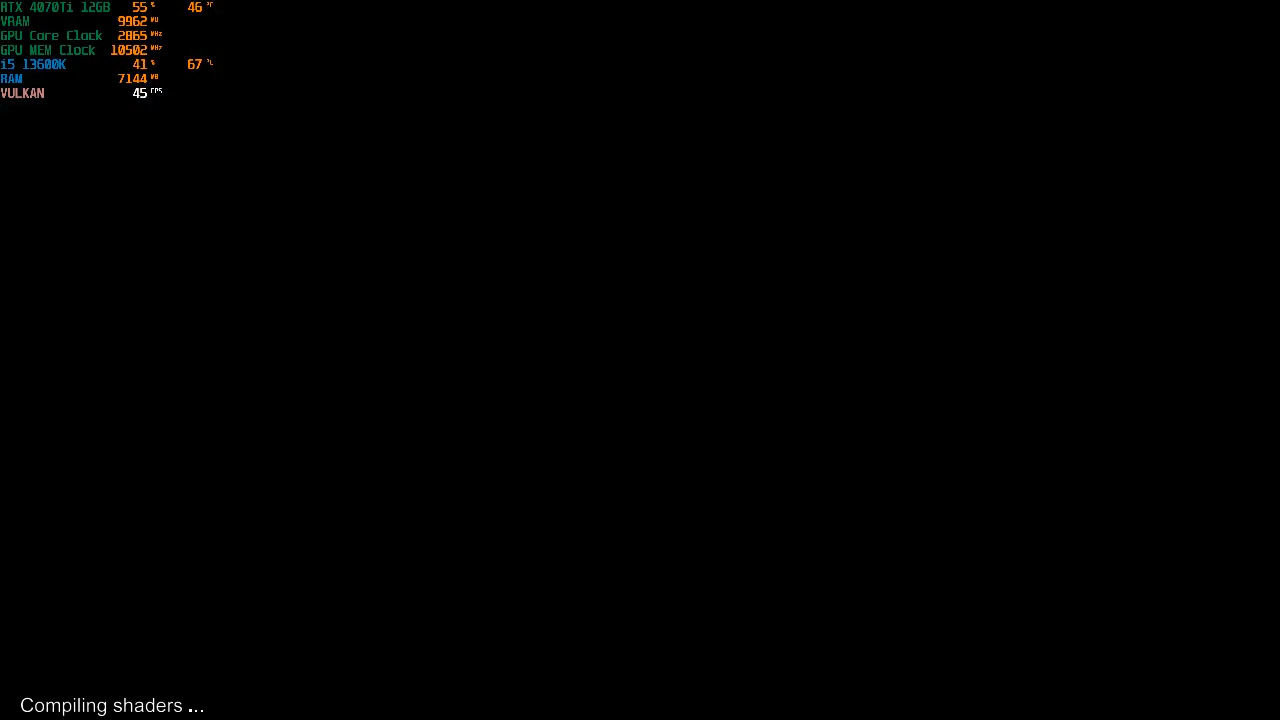 RTX 4070Ti 12GB 55 % 46 °C
VRAM 9962 MB
GPU Core Clock 2865 MHz
GPU MEM Clock 10502 MHz
i5 13600K 41 % 67 °C
RAM 7144 MB
VULKAN 45 FPS
Compiling shaders ...